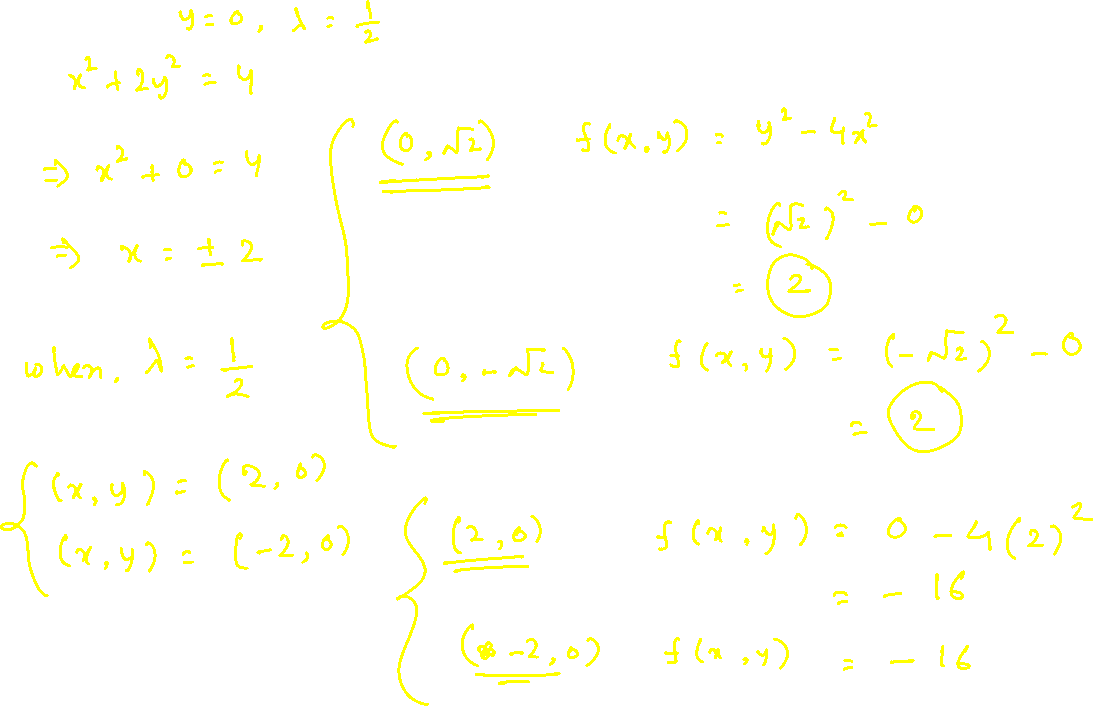 y = 0, λ = 1/2
x² + 2y² = 4
⇒ x² + 0 = 4
⇒ x = ± 2
when, λ = 1/2
(x, y) = (2, 0)
(x, y) = (-2, 0)
(0, √2) f(x, y) = y² - 4x²
= (√2)² - 0
= 2
(0, -√2) f(x, y) = (-√2)² - 0
= 2
(2, 0) f(x, y) = 0 - 4(2)²
= - 16
(-2, 0) f(x, y) = - 16